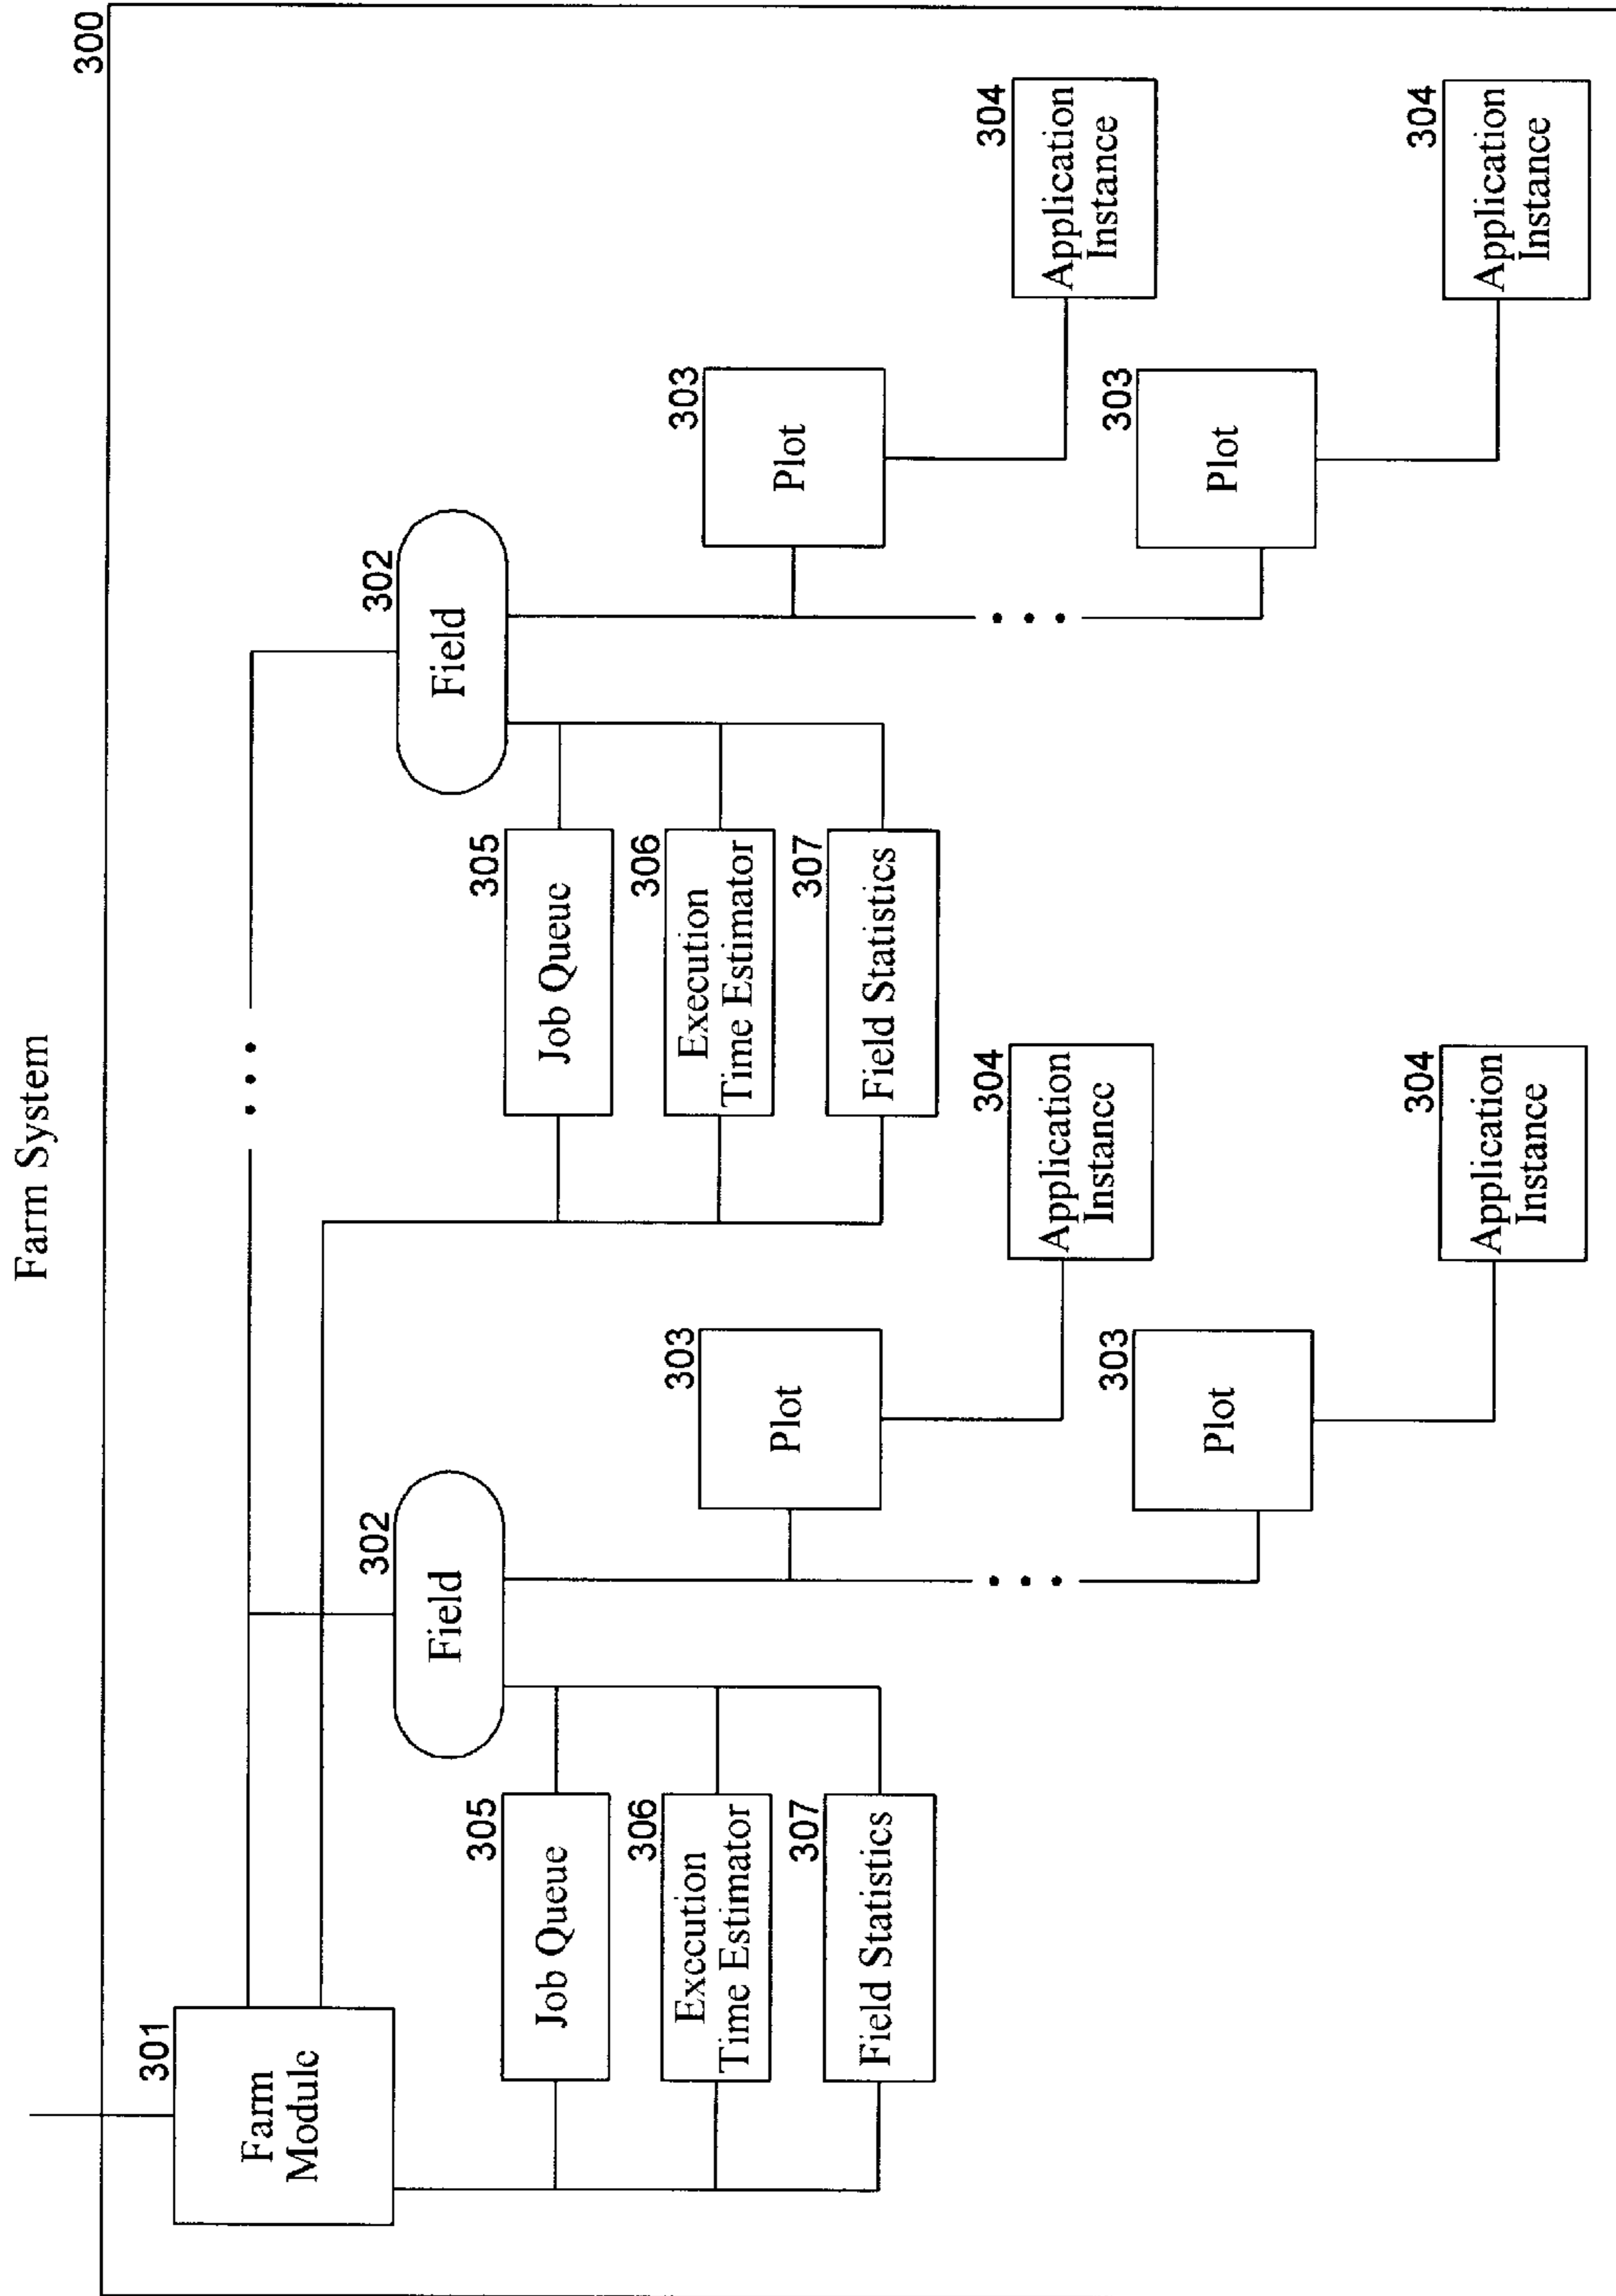 Farm System
300
301
Farm
Module
302
Field
305
Job Queue
306
Execution
Time Estimator
307
Field Statistics
303
Plot
304
Application
Instance
303
Plot
304
Application
Instance
302
Field
305
Job Queue
306
Execution
Time Estimator
307
Field Statistics
303
Plot
304
Application
Instance
303
Plot
304
Application
Instance